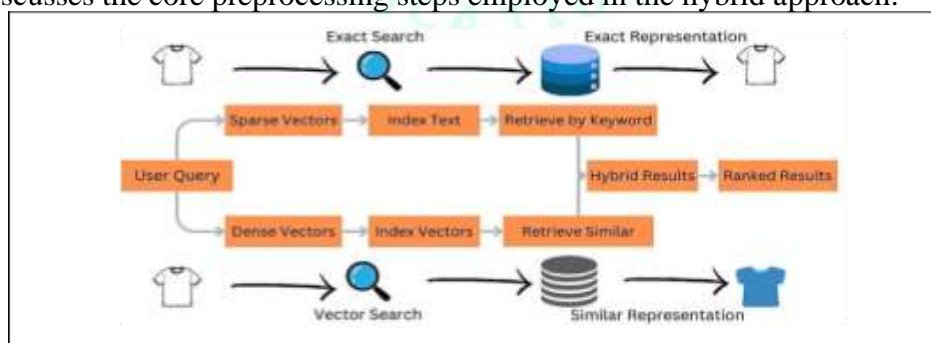 scusses the core preprocessing steps employed in the hybrid approach.
Exact Search Exact Representation
Sparse Vectors Index Text Retrieve by Keyword
User Query Hybrid Results Ranked Results
Dense Vectors Index Vectors Retrieve Similar
Vector Search Similar Representation